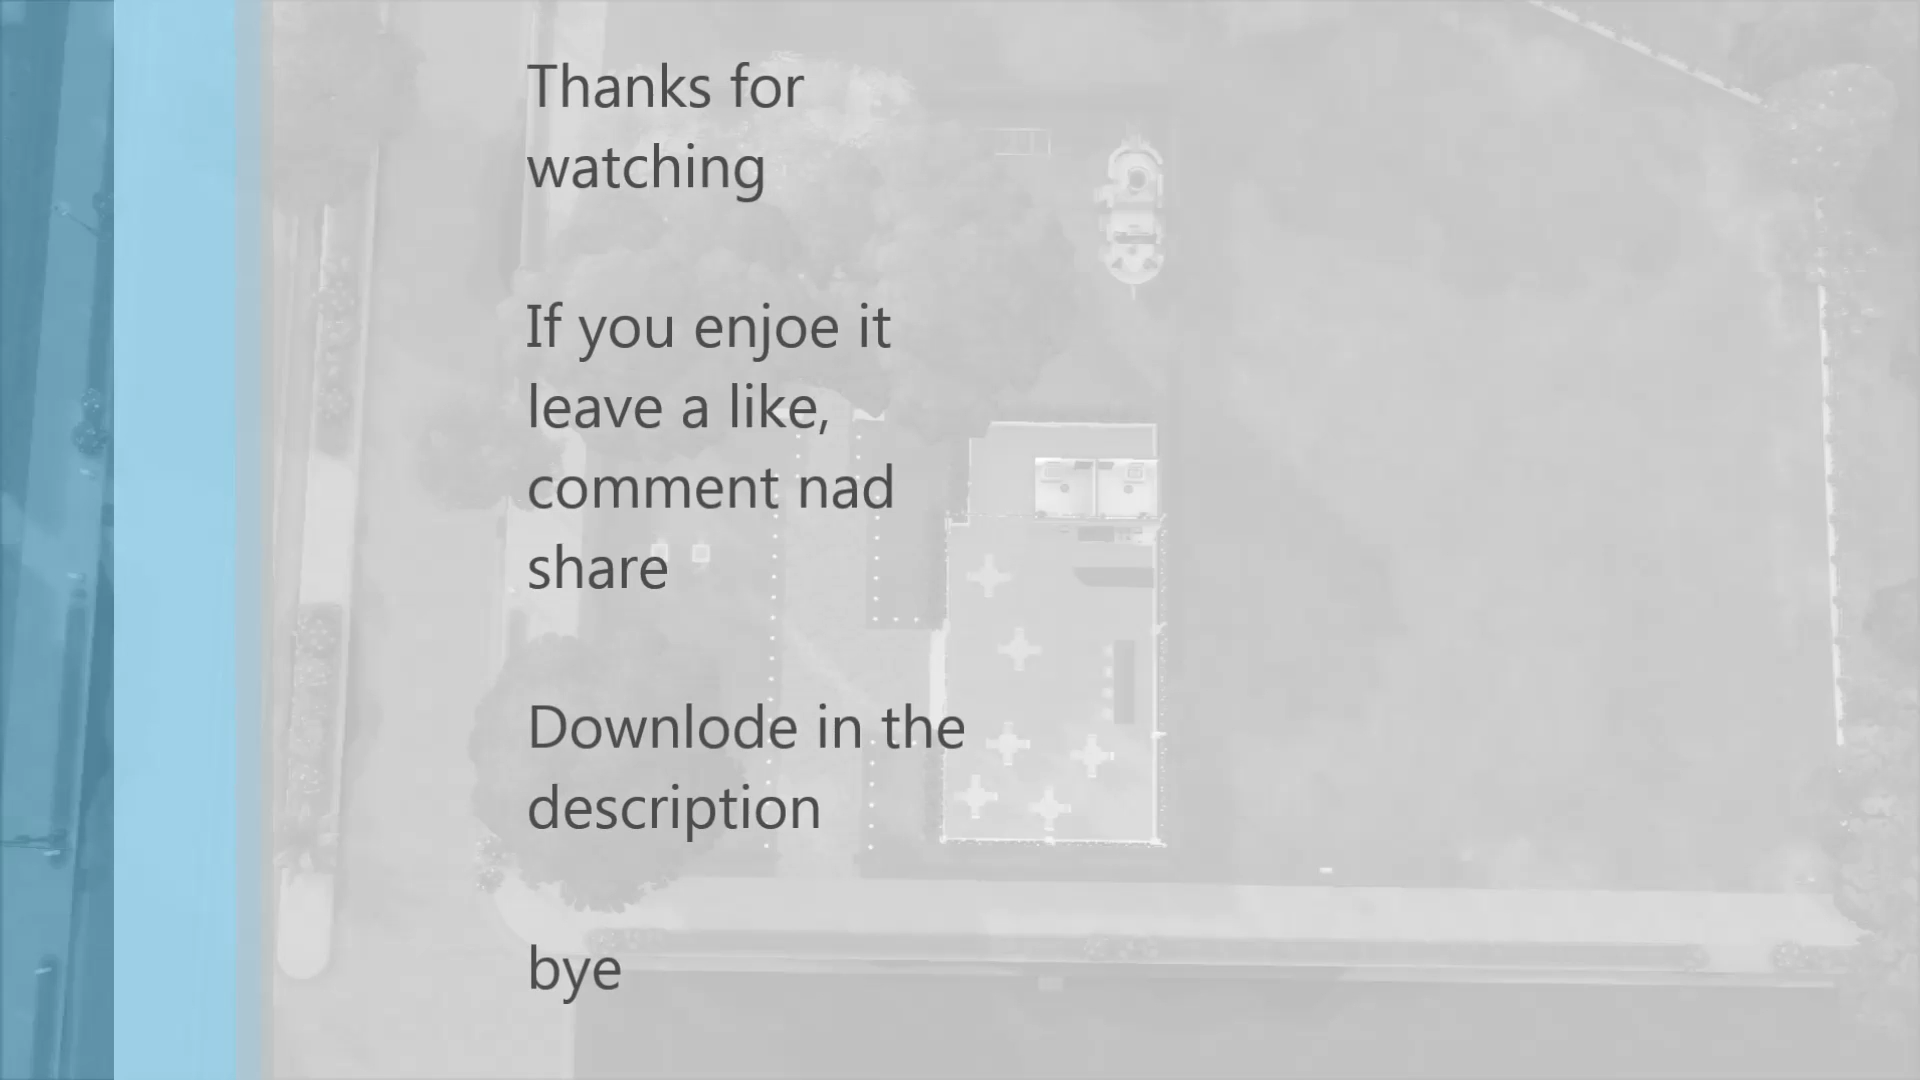 Thanks for
watching
If you enjoe it
leave a like,
comment nad
share
Downlode in the
description
bye